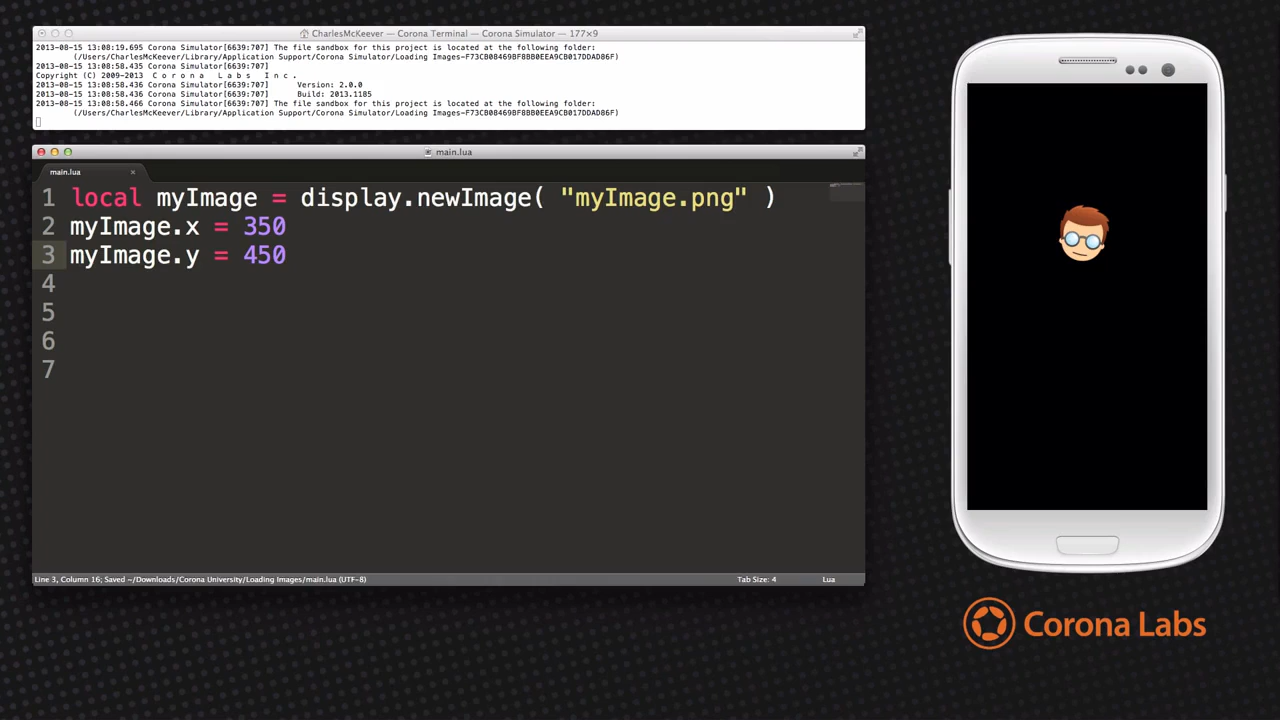 CharlesMcKeever — Corona Terminal — Corona Simulator — 177×9
2013-08-15 13:08:19.695 Corona Simulator[6639:707] The file sandbox for this project is located at the following folder:
(/Users/CharlesMcKeever/Library/Application Support/Corona Simulator/Loading Images-F73CB08469BF8BB0EEA9CB017DDAD86F)
2013-08-15 13:08:58.435 Corona Simulator[6639:707]
Copyright (C) 2009-2013 C o r o n a L a b s I n c .
2013-08-15 13:08:58.436 Corona Simulator[6639:707] Version: 2.0.0
2013-08-15 13:08:58.436 Corona Simulator[6639:707] Build: 2013.1185
2013-08-15 13:08:58.466 Corona Simulator[6639:707] The file sandbox for this project is located at the following folder:
(/Users/CharlesMcKeever/Library/Application Support/Corona Simulator/Loading Images-F73CB08469BF8BB0EEA9CB017DDAD86F)
main.lua
main.lua
1 local myImage = display.newImage( "myImage.png" )
2 myImage.x = 350
3 myImage.y = 450
4
5
6
7
Line 3, Column 16; Saved ~/Downloads/Corona University/Loading Images/main.lua (UTF-8) Tab Size: 4 Lua
Corona Labs